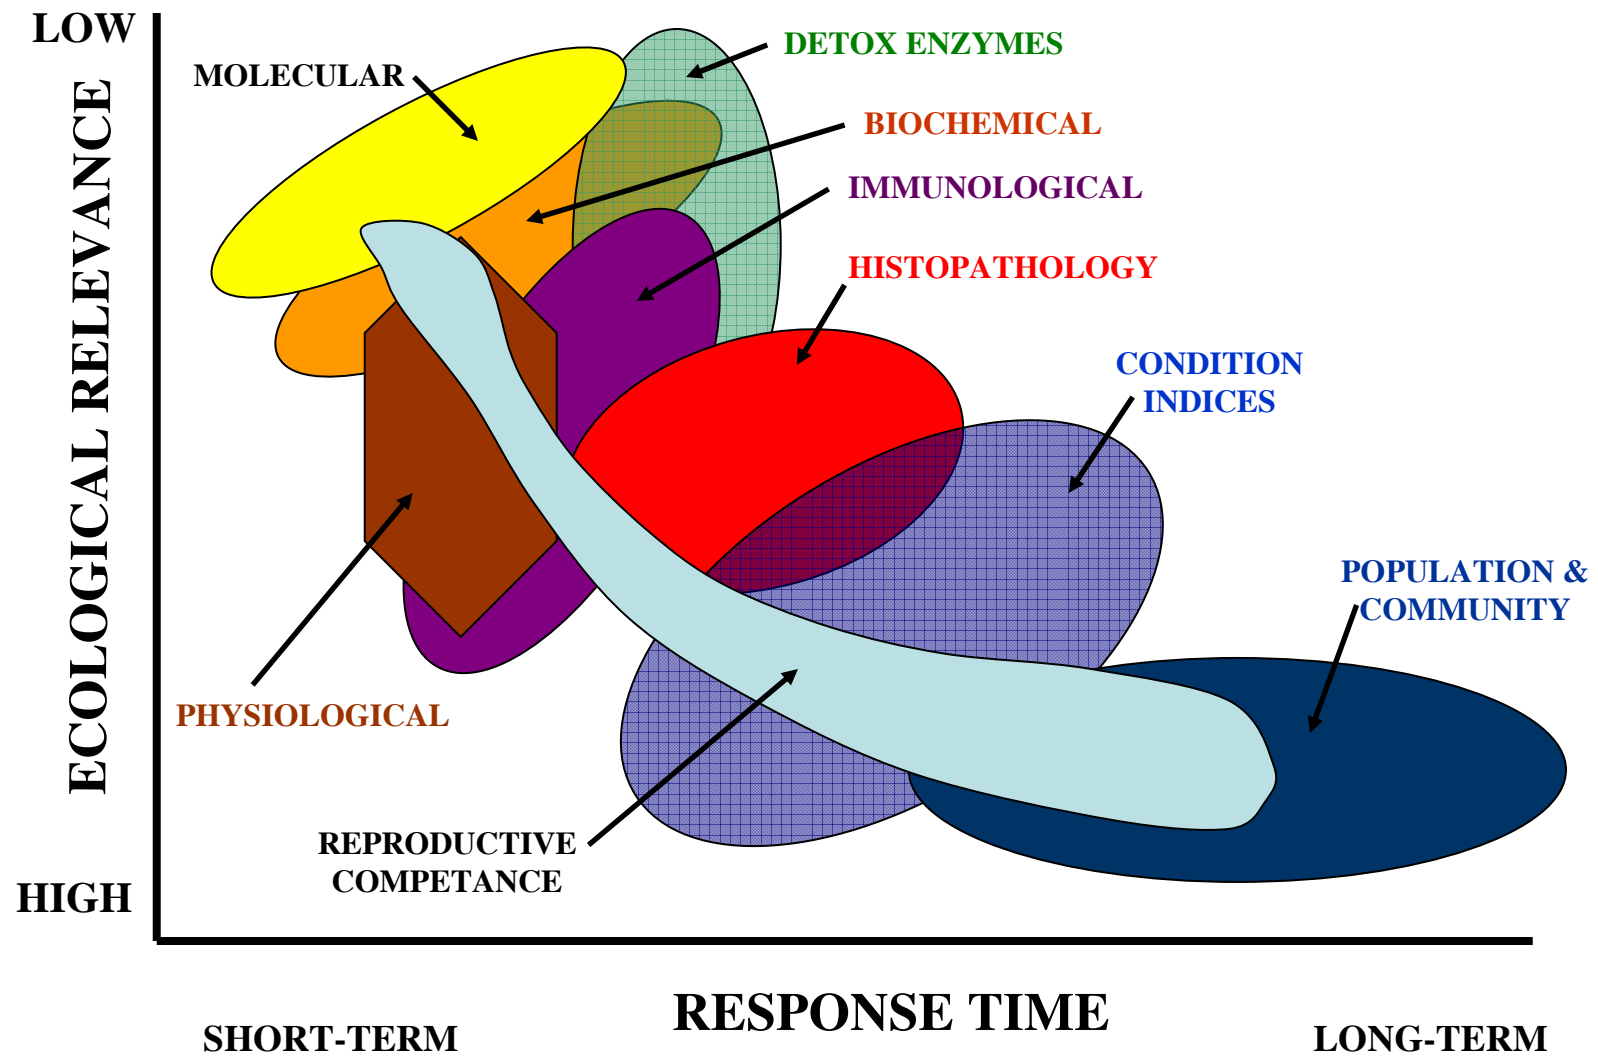 LOW
DETOX ENZYMES
MOLECULAR
BIOCHEMICAL
IMMUNOLOGICAL
HISTOPATHOLOGY
CONDITION
INDICES
ECOLOGICAL RELEVANCE
POPULATION &
COMMUNITY
PHYSIOLOGICAL
REPRODUCTIVE
COMPETANCE
HIGH
RESPONSE TIME
SHORT-TERM
LONG-TERM